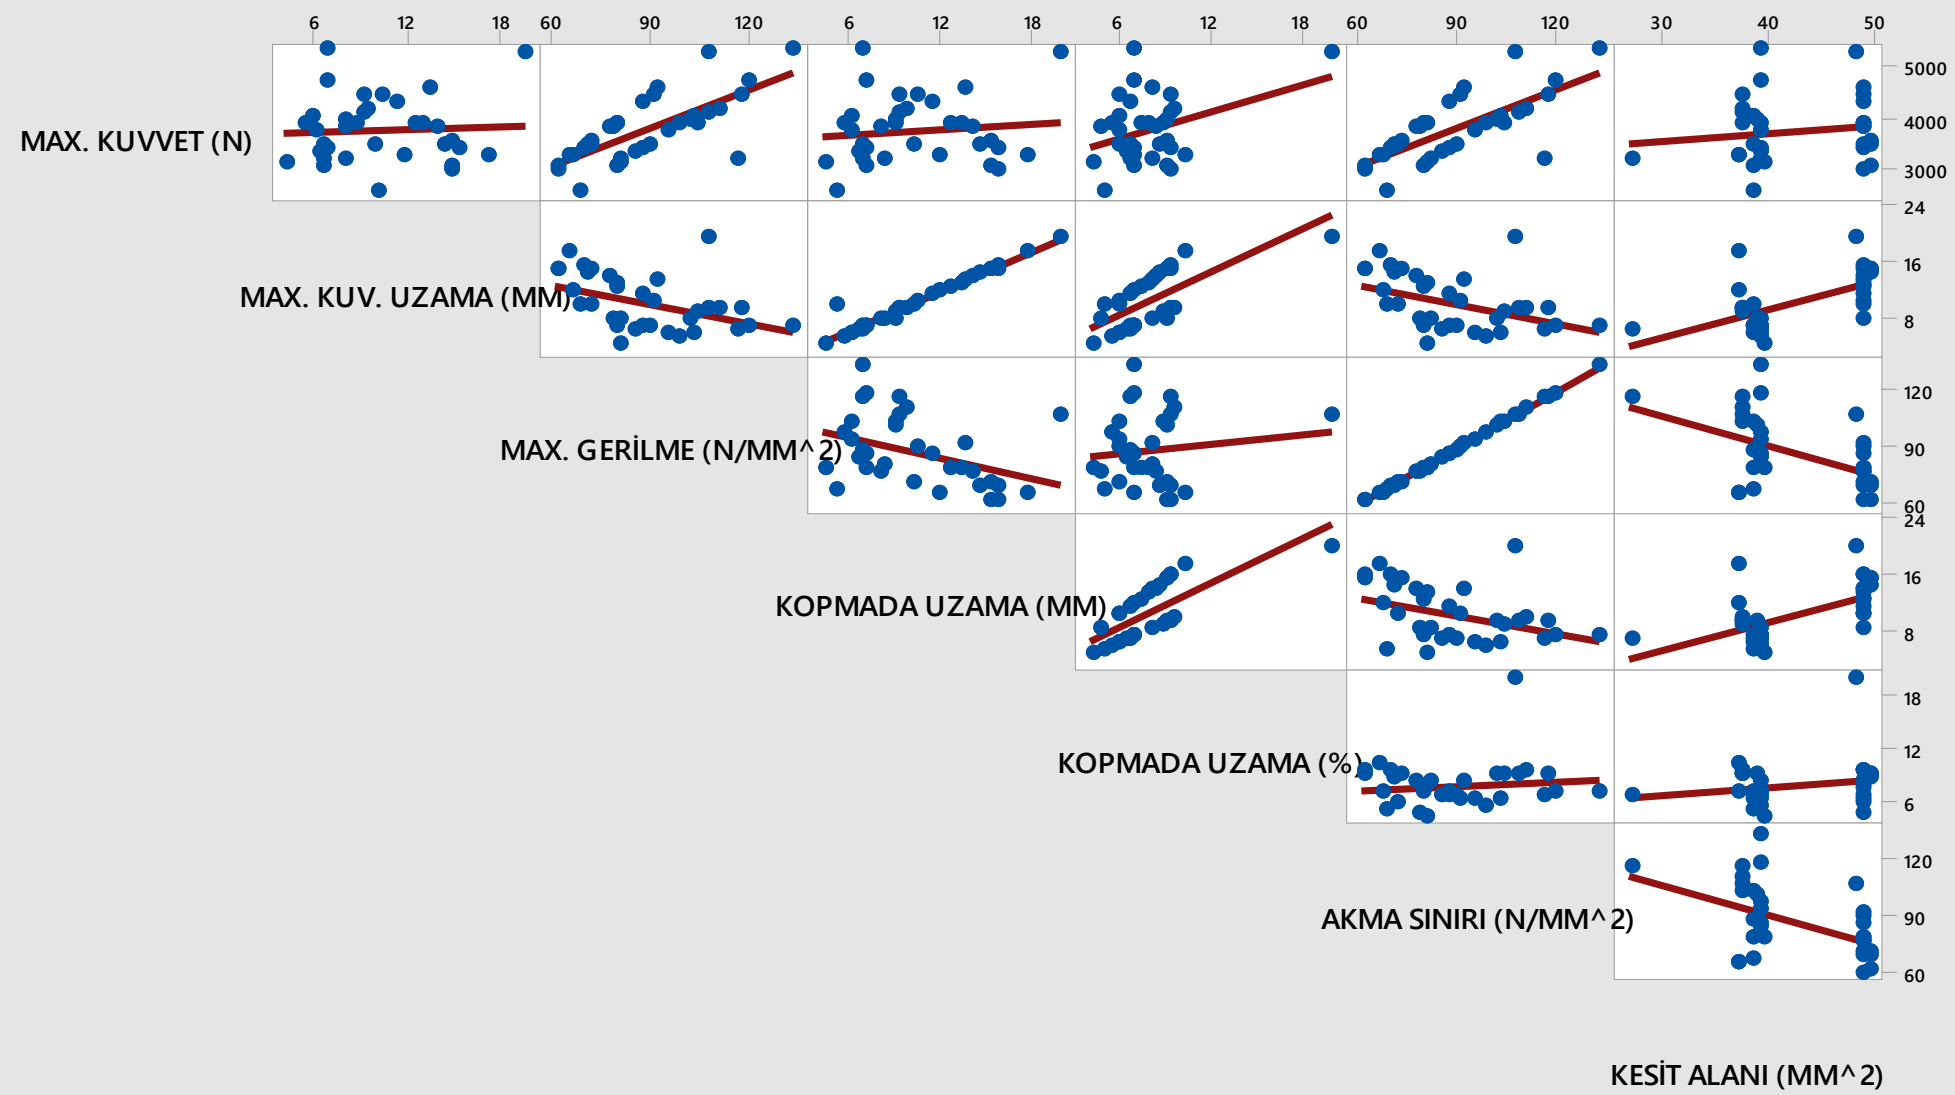 6 12 18 60 90 120 6 12 18 6 12 18 60 90 120 30 40 50
5000
4000
MAX. KUVVET (N)
3000
24
16
MAX. KUV. UZAMA (MM)
8
120
MAX. GERİLME (N/MM^2)
90
60
24
16
KOPMADA UZAMA (MM)
8
18
12
KOPMADA UZAMA (%)
6
120
90
AKMA SINIRI (N/MM^2)
60
KESİT ALANI (MM^2)